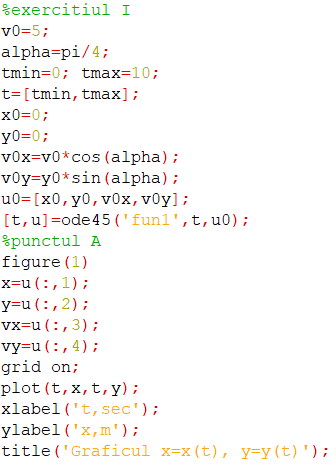 %exercitiul I
v0=5;
alpha=pi/4;
tmin=0; tmax=10;
t=[tmin,tmax];
x0=0;
y0=0;
v0x=v0*cos(alpha);
v0y=y0*sin(alpha);
u0=[x0,y0,v0x,v0y];
[t,u]=ode45('fun1',t,u0);
%punctul A
figure(1)
x=u(:,1);
y=u(:,2);
vx=u(:,3);
vy=u(:,4);
grid on;
plot(t,x,t,y);
xlabel('t,sec');
ylabel('x,m');
title('Graficul x=x(t), y=y(t)');